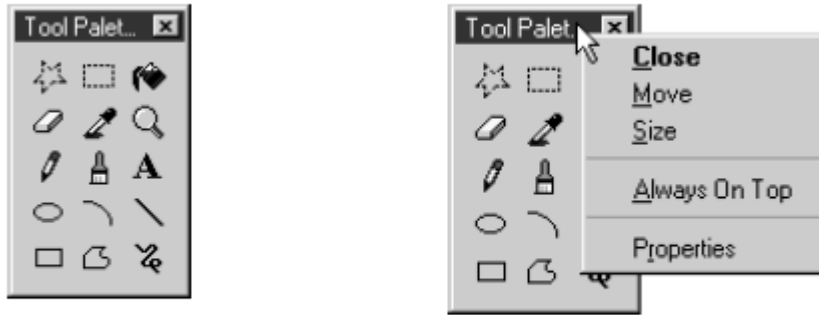 Tool Palet...
A
Tool Palet...
Close
Move
Size
Always On Top
Properties